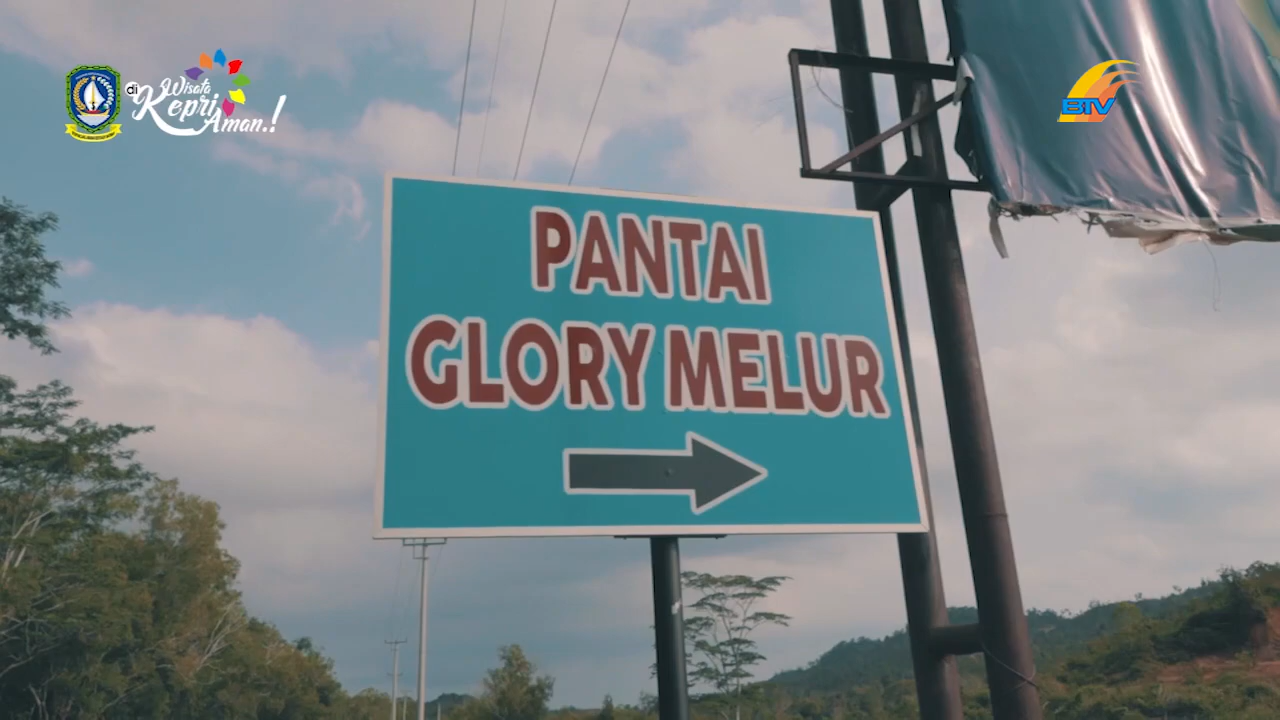 di Wisata
Kepri
Aman.!
BTV
PANTAI
GLORY MELUR